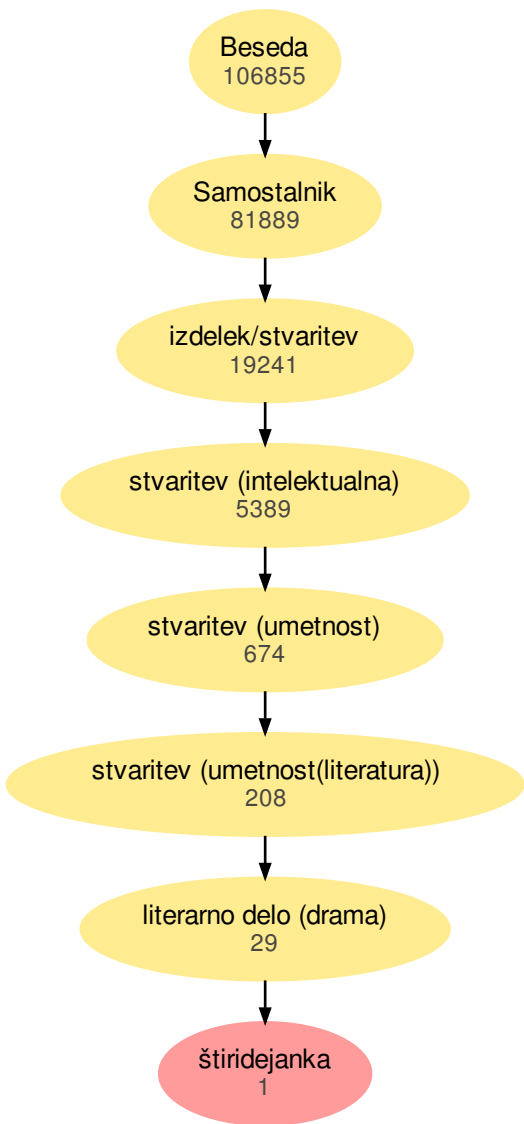 Beseda
106855
Samostalnik
81889
izdelek/stvaritev
19241
stvaritev (intelektualna)
5389
stvaritev (umetnost)
674
stvaritev (umetnost(literatura))
208
literarno delo (drama)
29
štiridejanka
1